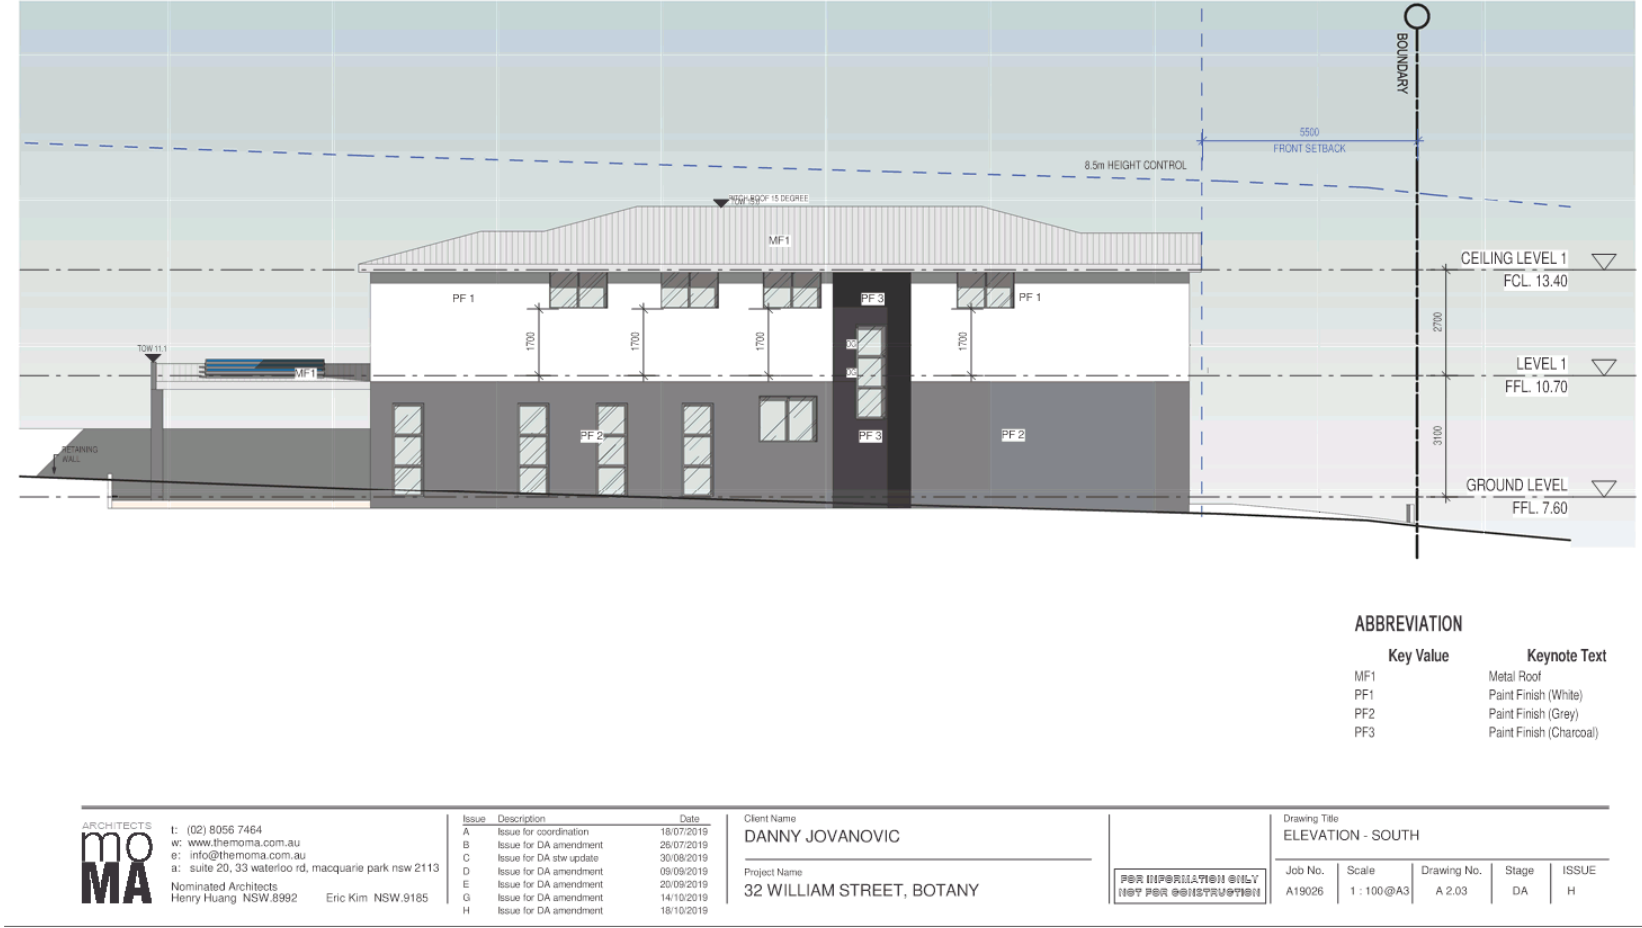 BOUNDARY
5500
FRONT SETBACK
8.5m HEIGHT CONTROL
PITCH ROOF 15 DEGREE
MF1
CEILING LEVEL 1
FCL. 13.40
PF 1
PF 3
PF 1
2700
1700
1700
1700
1700
TOW 11.1
MF1
LEVEL 1
FFL. 10.70
PF 2
PF 3
PF 2
3100
RETAINING
WALL
GROUND LEVEL
FFL. 7.60
ABBREVIATION
Key Value Keynote Text
MF1 Metal Roof
PF1 Paint Finish (White)
PF2 Paint Finish (Grey)
PF3 Paint Finish (Charcoal)
ARCHITECTS
moMA
t: (02) 8056 7464
w: www.themoma.com.au
e: info@themoma.com.au
a: suite 20, 33 waterloo rd, macquarie park nsw 2113
Nominated Architects
Henry Huang NSW.8992 Eric Kim NSW.9185
Issue Description Date
A Issue for coordination 18/07/2019
B Issue for DA amendment 26/07/2019
C Issue for DA stw update 30/08/2019
D Issue for DA amendment 09/09/2019
E Issue for DA amendment 20/09/2019
G Issue for DA amendment 14/10/2019
H Issue for DA amendment 18/10/2019
Client Name
DANNY JOVANOVIC
Project Name
32 WILLIAM STREET, BOTANY
FOR INFORMATION ONLY
NOT FOR CONSTRUCTION
Drawing Title
ELEVATION - SOUTH
Job No. Scale Drawing No. Stage ISSUE
A19026 1 : 100@A3 A 2.03 DA H